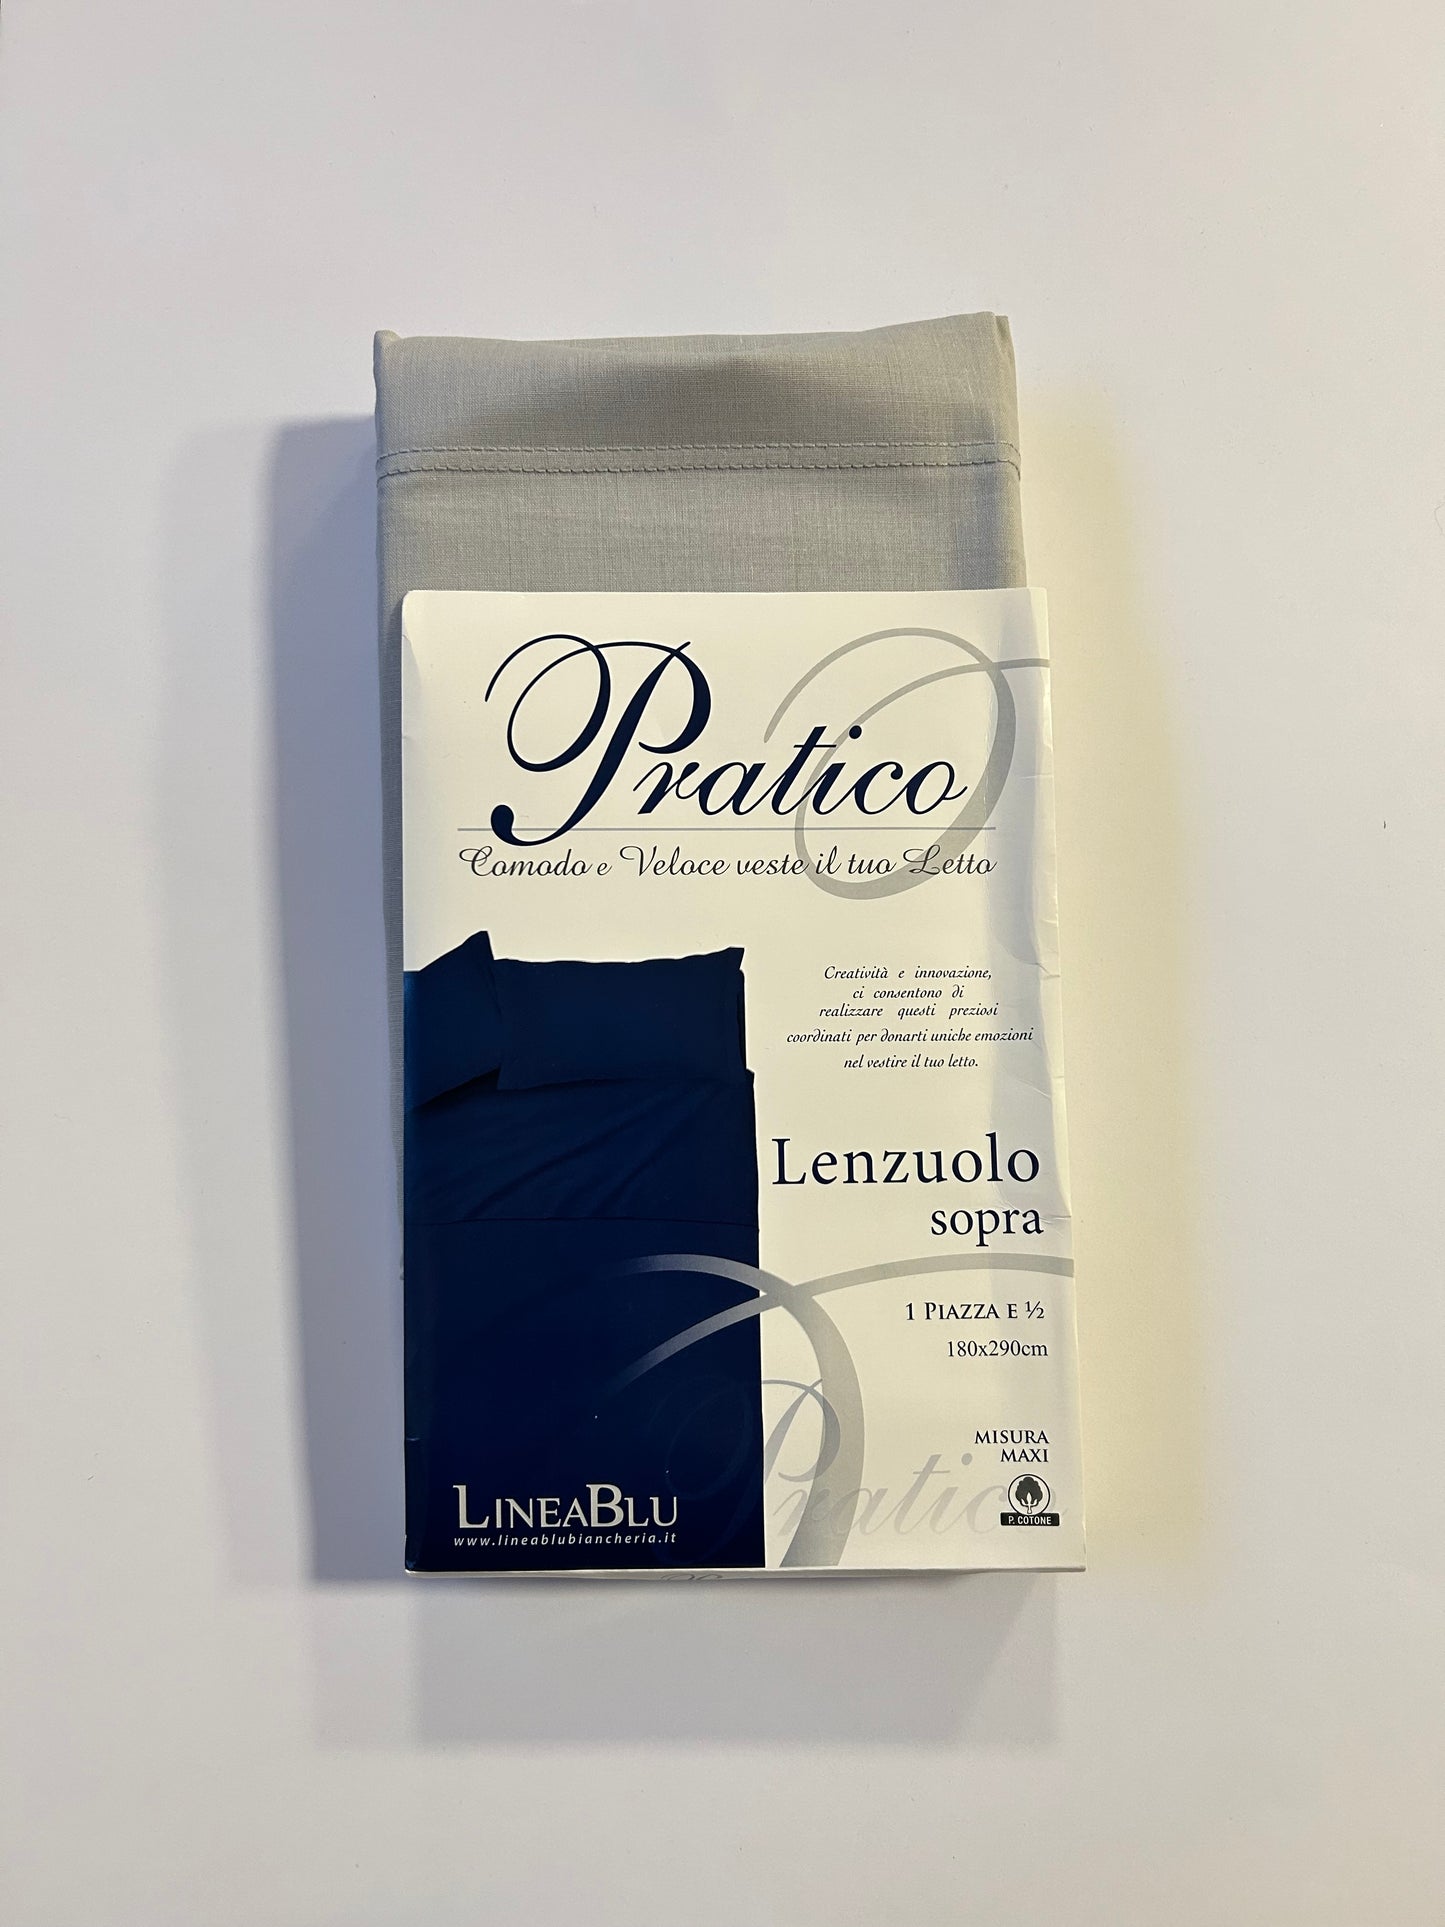 Pratico
Comodo e Veloce veste il tuo Letto
Creatività e innovazione,
ci consentono di
realizzare questi preziosi
coordinati per donarti uniche emozioni
nel vestire il tuo letto.
Lenzuolo
sopra
1 PIAZZA E ½
180x290cm
MISURA
MAXI
Pratico
P. COTONE
LINEABLU
www.lineablubiancheria.it